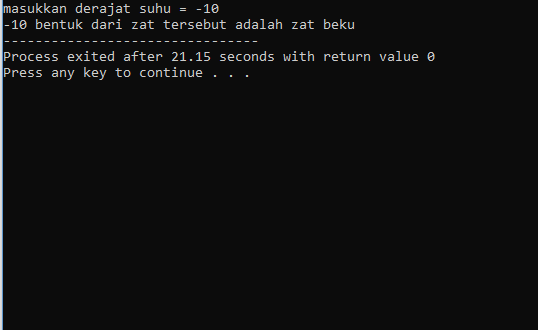 masukkan derajat suhu = -10
-10 bentuk dari zat tersebut adalah zat beku
--------------------------------
Process exited after 21.15 seconds with return value 0
Press any key to continue . . .